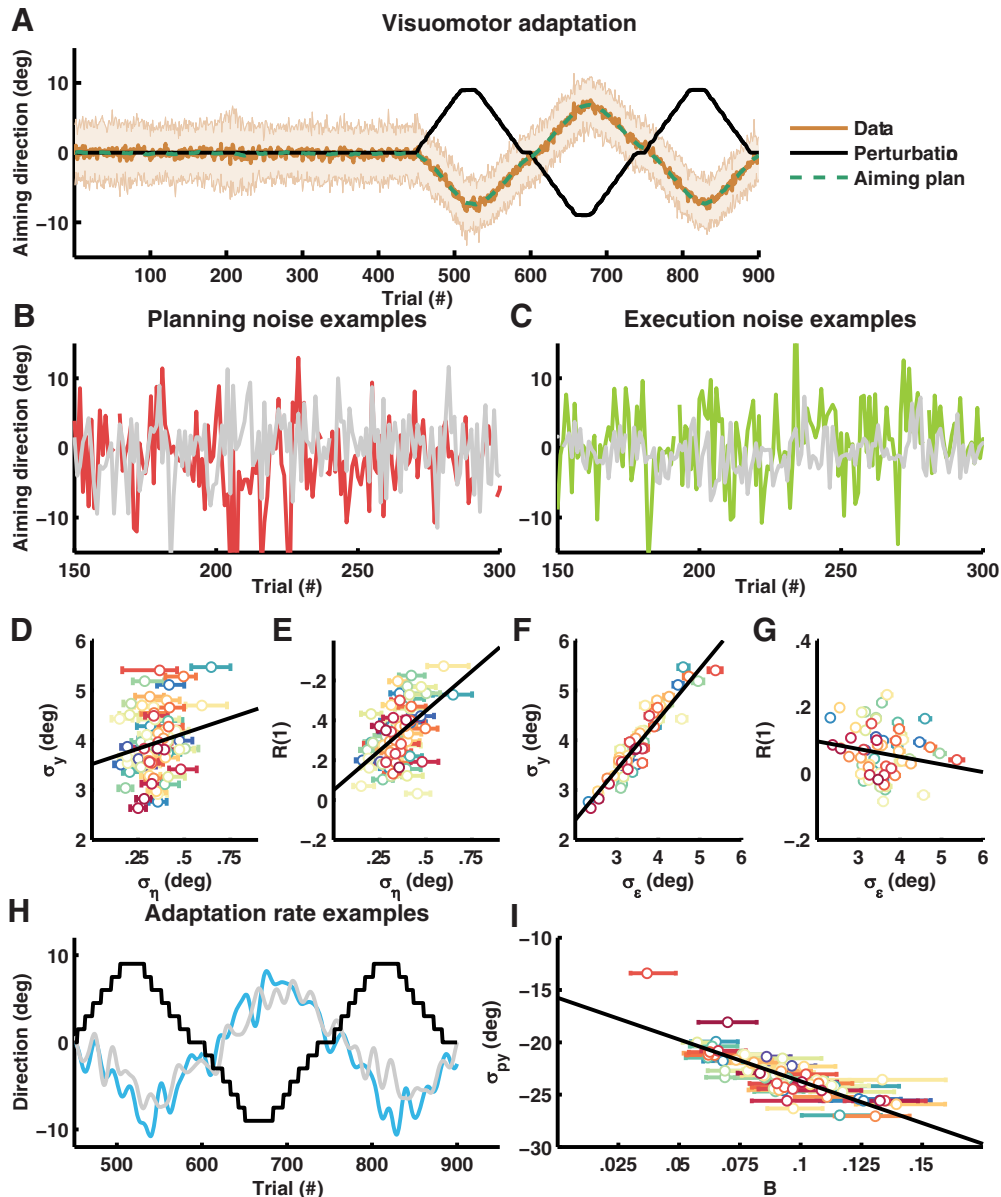 A
Visuomotor adaptation
Aiming direction (deg)
10
0
−10
100 200 300 400 500 600 700 800 900
Trial (#)
Data
Perturbation
Aiming plan
B
Planning noise examples
Aiming direction (deg)
10
0
−10
150 200 250 300
Trial (#)
C
Execution noise examples
10
0
−10
150 200 250 300
Trial (#)
D
σy (deg)
6
5
4
3
2
.25 .5 .75
ση (deg)
E
R(1)
−.2
.4
.2
0
−.2
.25 .5 .75
ση (deg)
F
σy (deg)
6
5
4
3
2
3 4 5 6
σε (deg)
G
R(1)
.4
.2
0
−.2
3 4 5 6
σε (deg)
H
Adaptation rate examples
Direction (deg)
10
0
−10
500 600 700 800 900
Trial (#)
I
σpy (deg)
−10
−15
−20
−25
−30
.025 .05 .075 .1 .125 .15
B